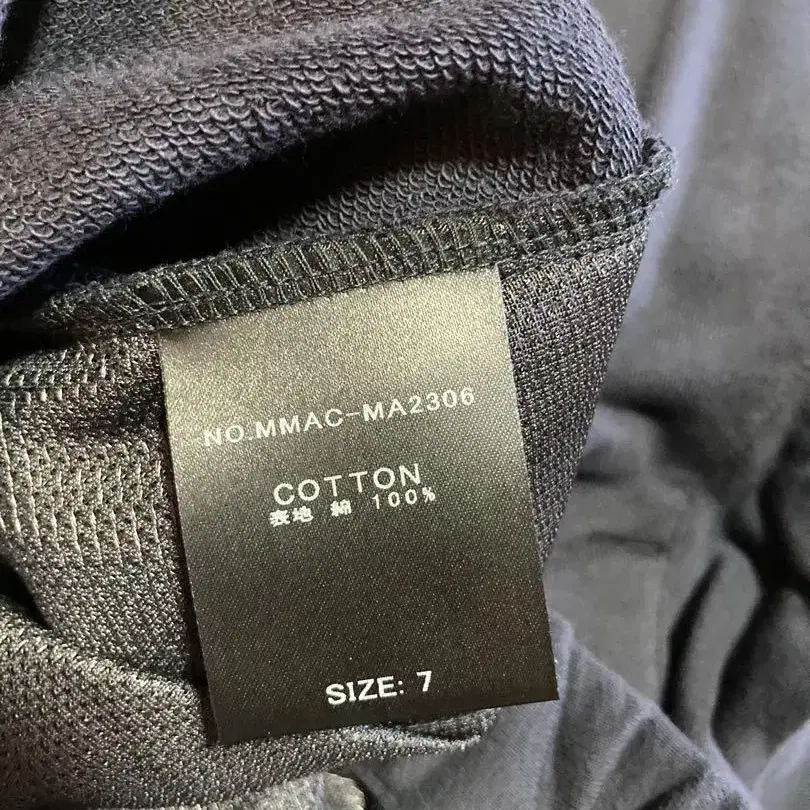 NO.MMAC-MA2306
COTTON
表地 綿 100%
SIZE: 7